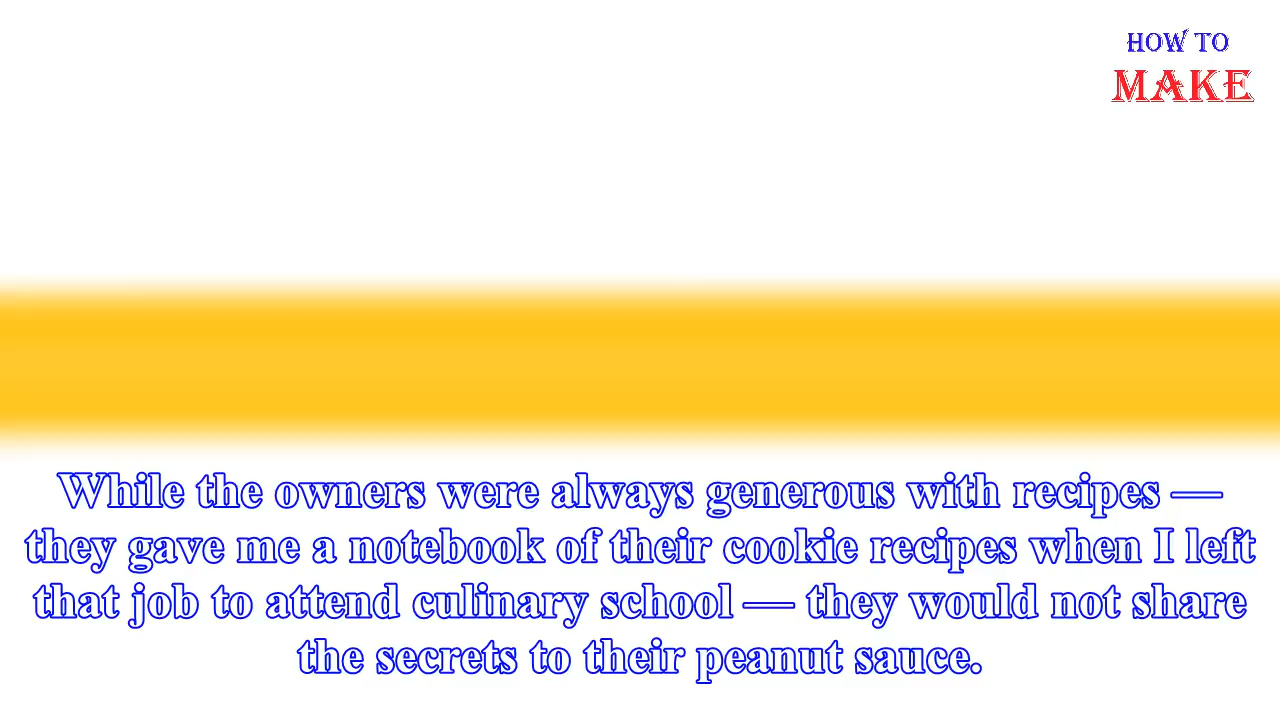 HOW TO
MAKE
While the owners were always generous with recipes —
they gave me a notebook of their cookie recipes when I left
that job to attend culinary school — they would not share
the secrets to their peanut sauce.